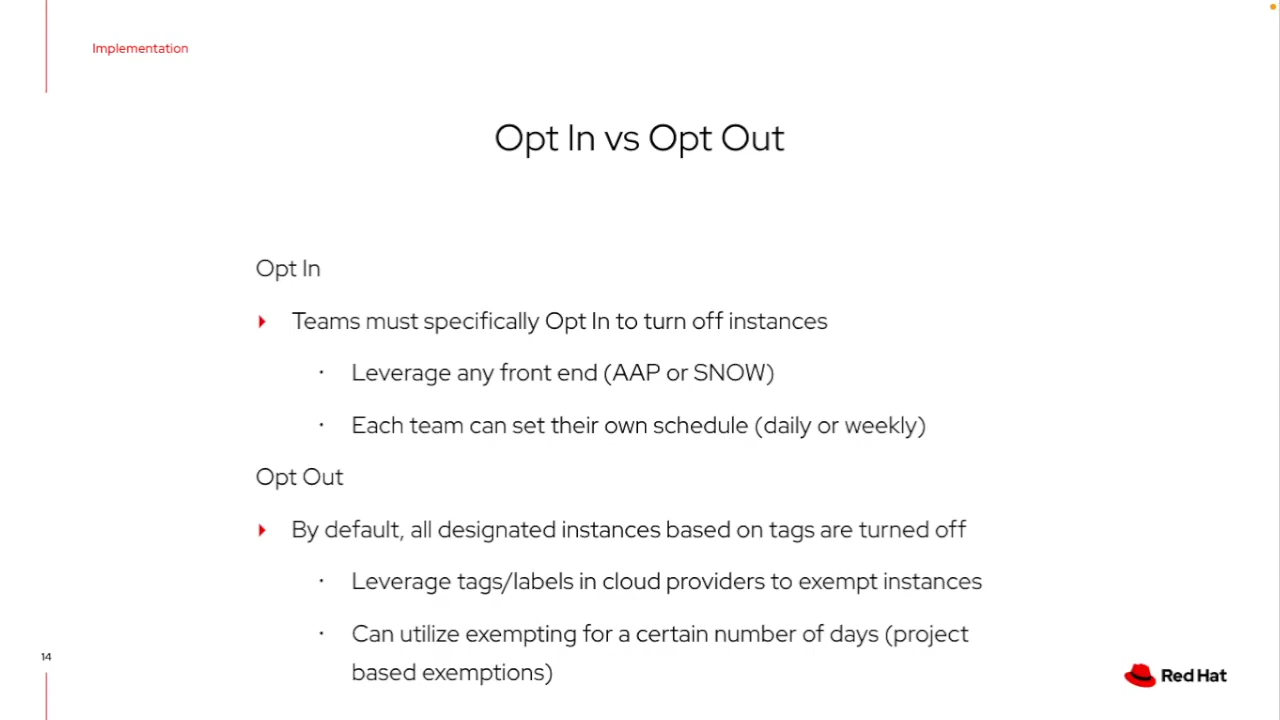 Implementation
Opt In vs Opt Out
Opt In
Teams must specifically Opt In to turn off instances
Leverage any front end (AAP or SNOW)
Each team can set their own schedule (daily or weekly)
Opt Out
By default, all designated instances based on tags are turned off
Leverage tags/labels in cloud providers to exempt instances
Can utilize exempting for a certain number of days (project
based exemptions)
14
Red Hat